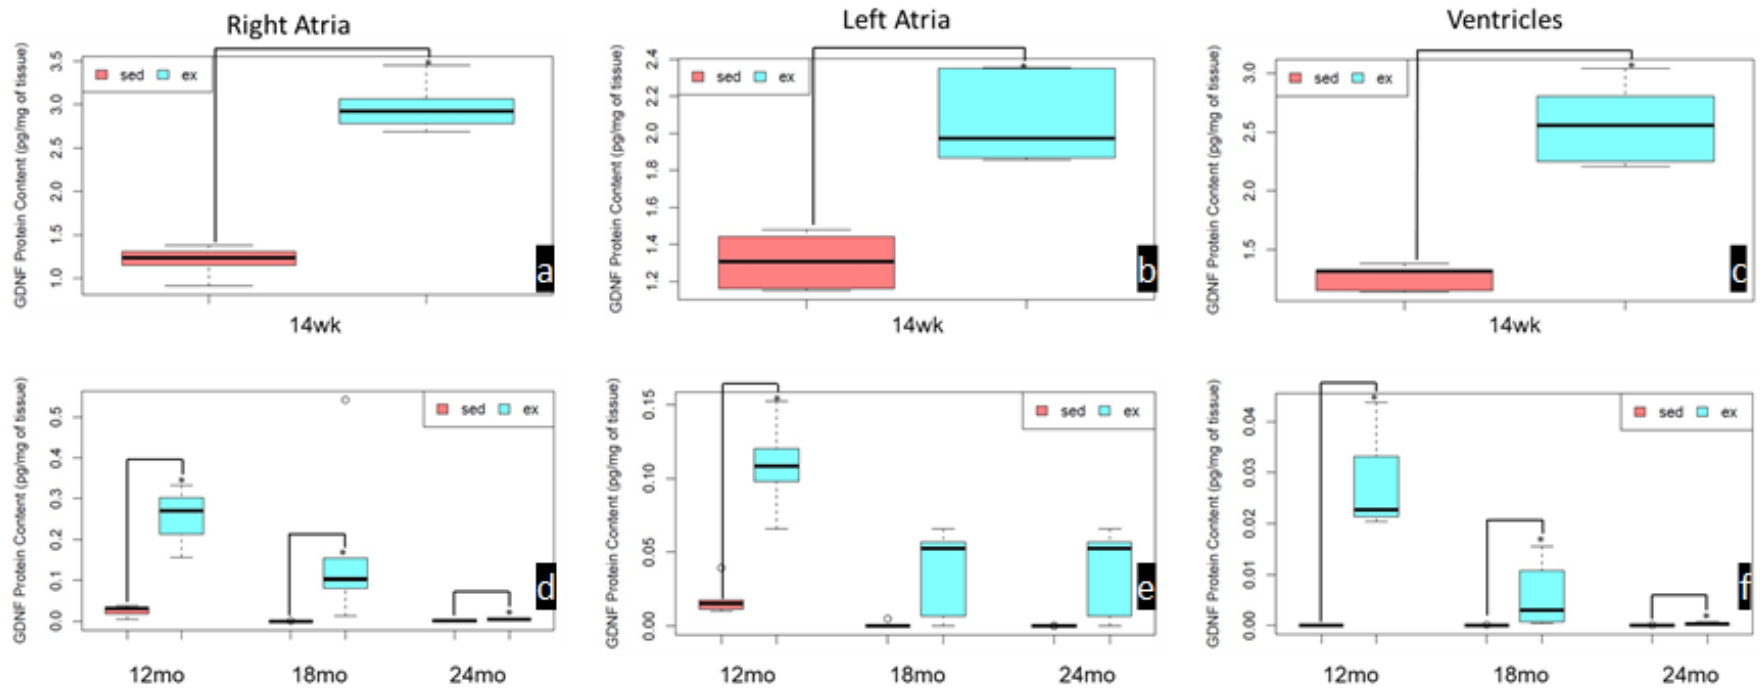 Right Atria
Left Atria
Ventricles
GDNF Protein Content (pg/mg of tissue)
3.5
3.0
2.5
2.0
1.5
1.0
sed ex
*
a
14wk
GDNF Protein Content (pg/mg of tissue)
2.4
2.2
2.0
1.8
1.6
1.4
1.2
sed ex
*
b
14wk
GDNF Protein Content (pg/mg of tissue)
3.0
2.5
2.0
1.5
sed ex
*
c
14wk
GDNF Protein Content (pg/mg of tissue)
0.5
0.4
0.3
0.2
0.1
0.0
sed ex
*
*
*
d
12mo 18mo 24mo
GDNF Protein Content (pg/mg of tissue)
0.15
0.10
0.05
0.00
sed ex
*
e
12mo 18mo 24mo
GDNF Protein Content (pg/mg of tissue)
0.04
0.03
0.02
0.01
0.00
sed ex
*
*
*
f
12mo 18mo 24mo